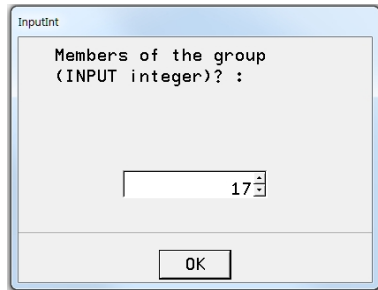 InputInt
Members of the group
(INPUT integer)? :
17
OK